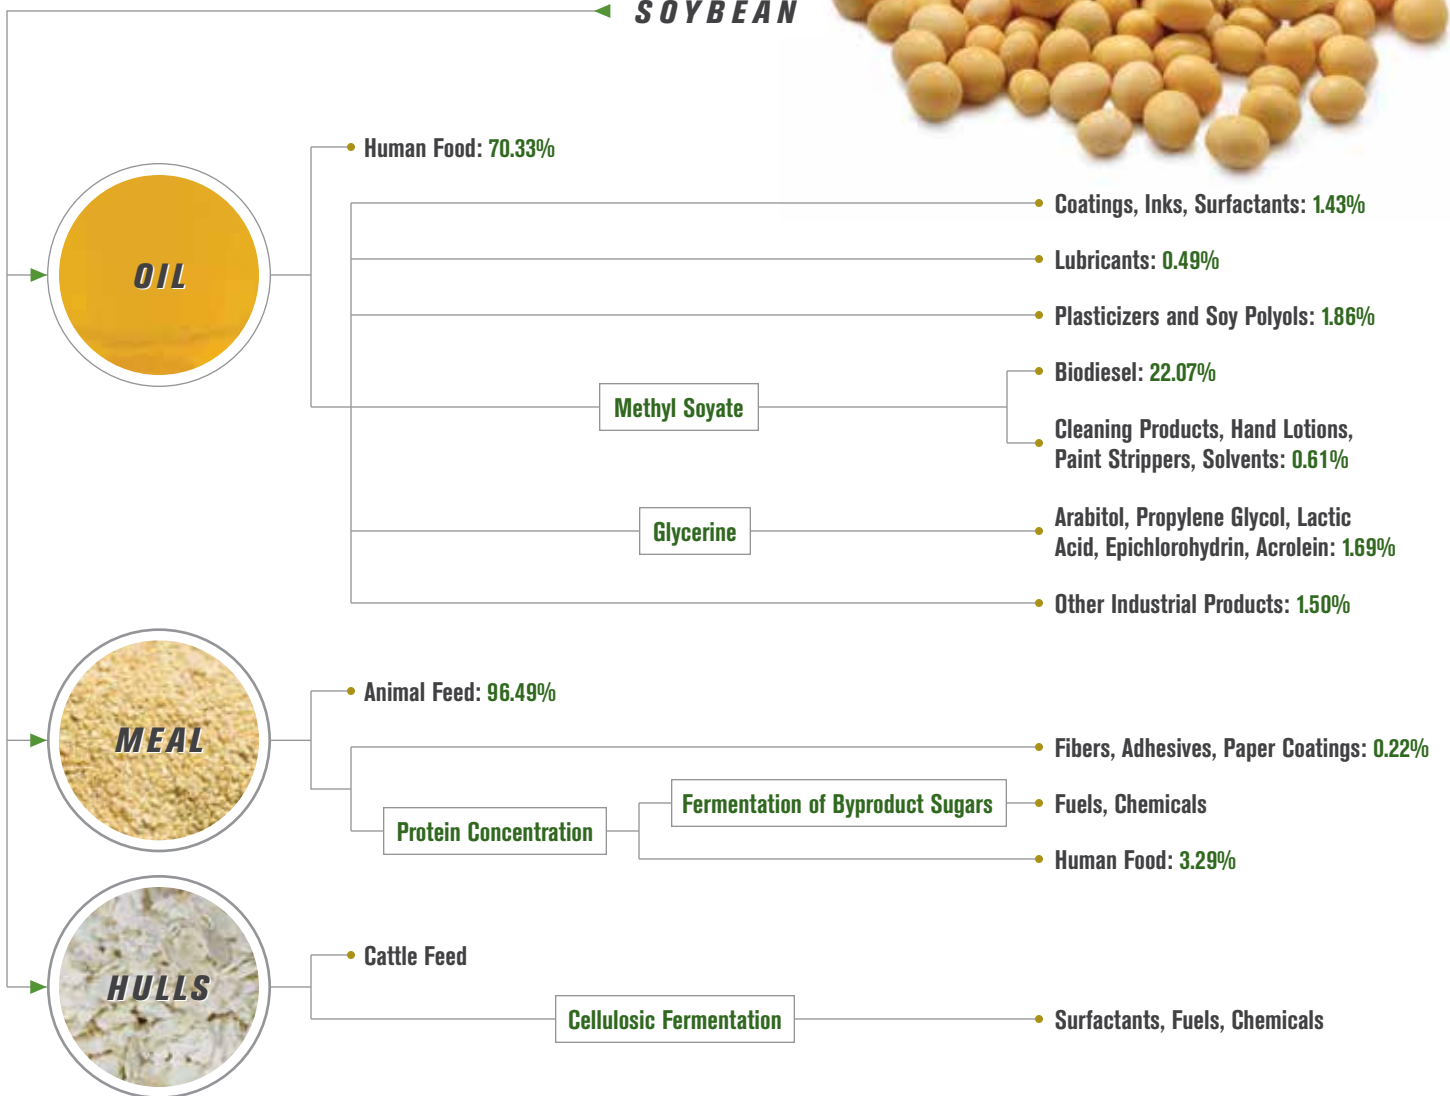 SOYBEAN
Human Food: 70.33%
Coatings, Inks, Surfactants: 1.43%
OIL
Lubricants: 0.49%
Plasticizers and Soy Polyols: 1.86%
Biodiesel: 22.07%
Methyl Soyate
Cleaning Products, Hand Lotions,
Paint Strippers, Solvents: 0.61%
Glycerine
Arabitol, Propylene Glycol, Lactic
Acid, Epichlorohydrin, Acrolein: 1.69%
Other Industrial Products: 1.50%
Animal Feed: 96.49%
MEAL
Fibers, Adhesives, Paper Coatings: 0.22%
Fermentation of Byproduct Sugars
Fuels, Chemicals
Protein Concentration
Human Food: 3.29%
Cattle Feed
HULLS
Cellulosic Fermentation
Surfactants, Fuels, Chemicals